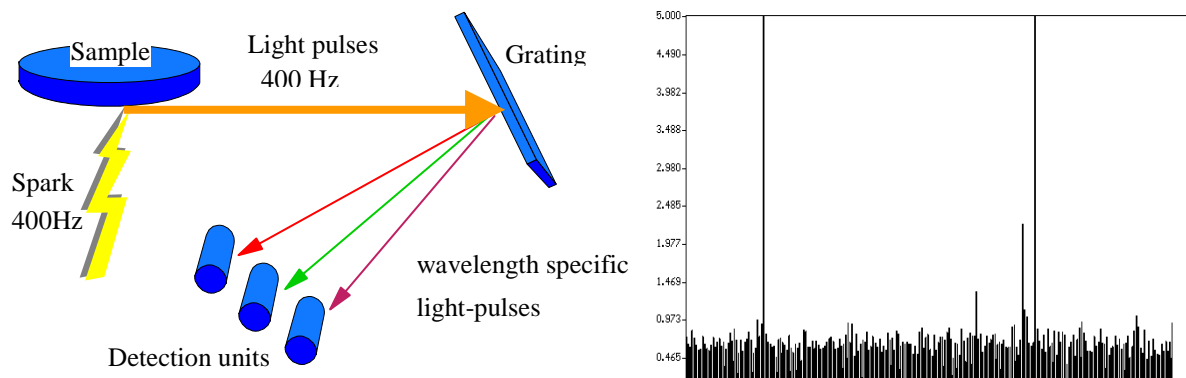 Sample
Light pulses
400 Hz
Grating
Spark
400Hz
wavelength specific
light-pulses
Detection units
5.000
4.490
3.982
3.488
2.980
2.485
1.977
1.469
0.973
0.465